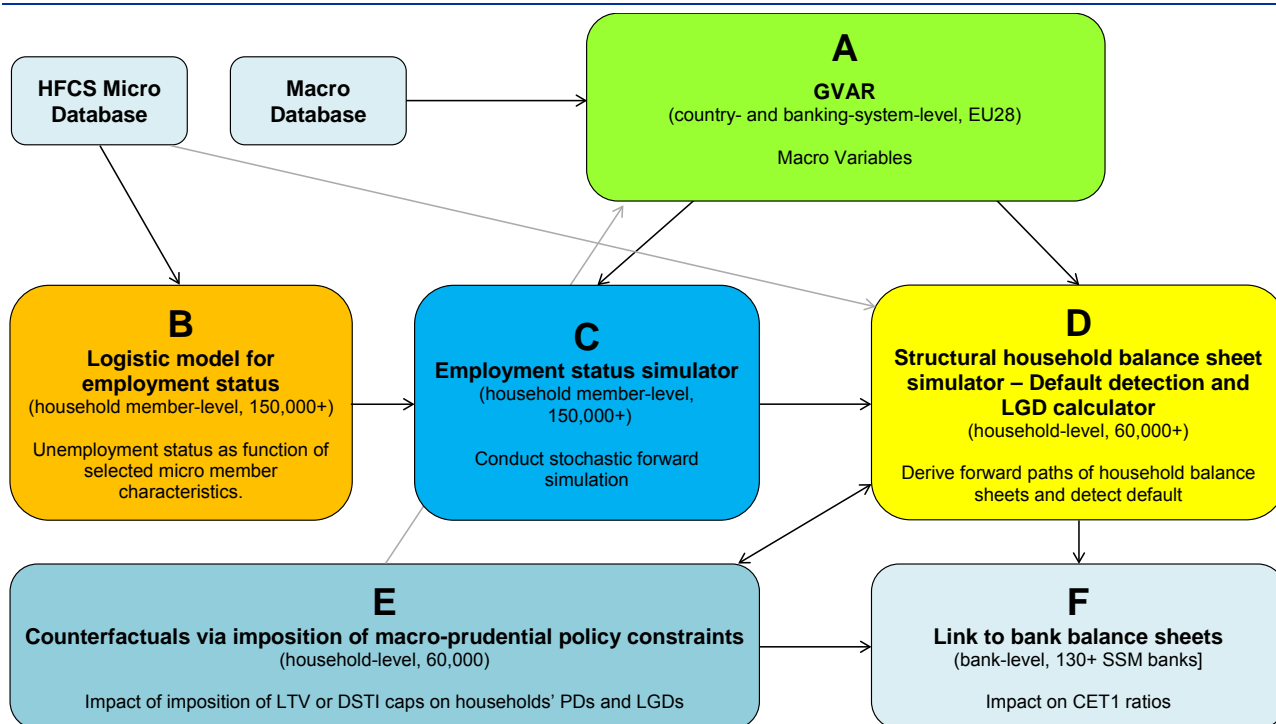 HFCS Micro
Database
Macro
Database
A
GVAR
(country- and banking-system-level, EU28)
Macro Variables
B
Logistic model for
employment status
(household member-level, 150,000+)
Unemployment status as function of
selected micro member
characteristics.
C
Employment status simulator
(household member-level,
150,000+)
Conduct stochastic forward
simulation
D
Structural household balance sheet
simulator – Default detection and
LGD calculator
(household-level, 60,000+)
Derive forward paths of household balance
sheets and detect default
E
Counterfactuals via imposition of macro-prudential policy constraints
(household-level, 60,000)
Impact of imposition of LTV or DSTI caps on households’ PDs and LGDs
F
Link to bank balance sheets
(bank-level, 130+ SSM banks]
Impact on CET1 ratios